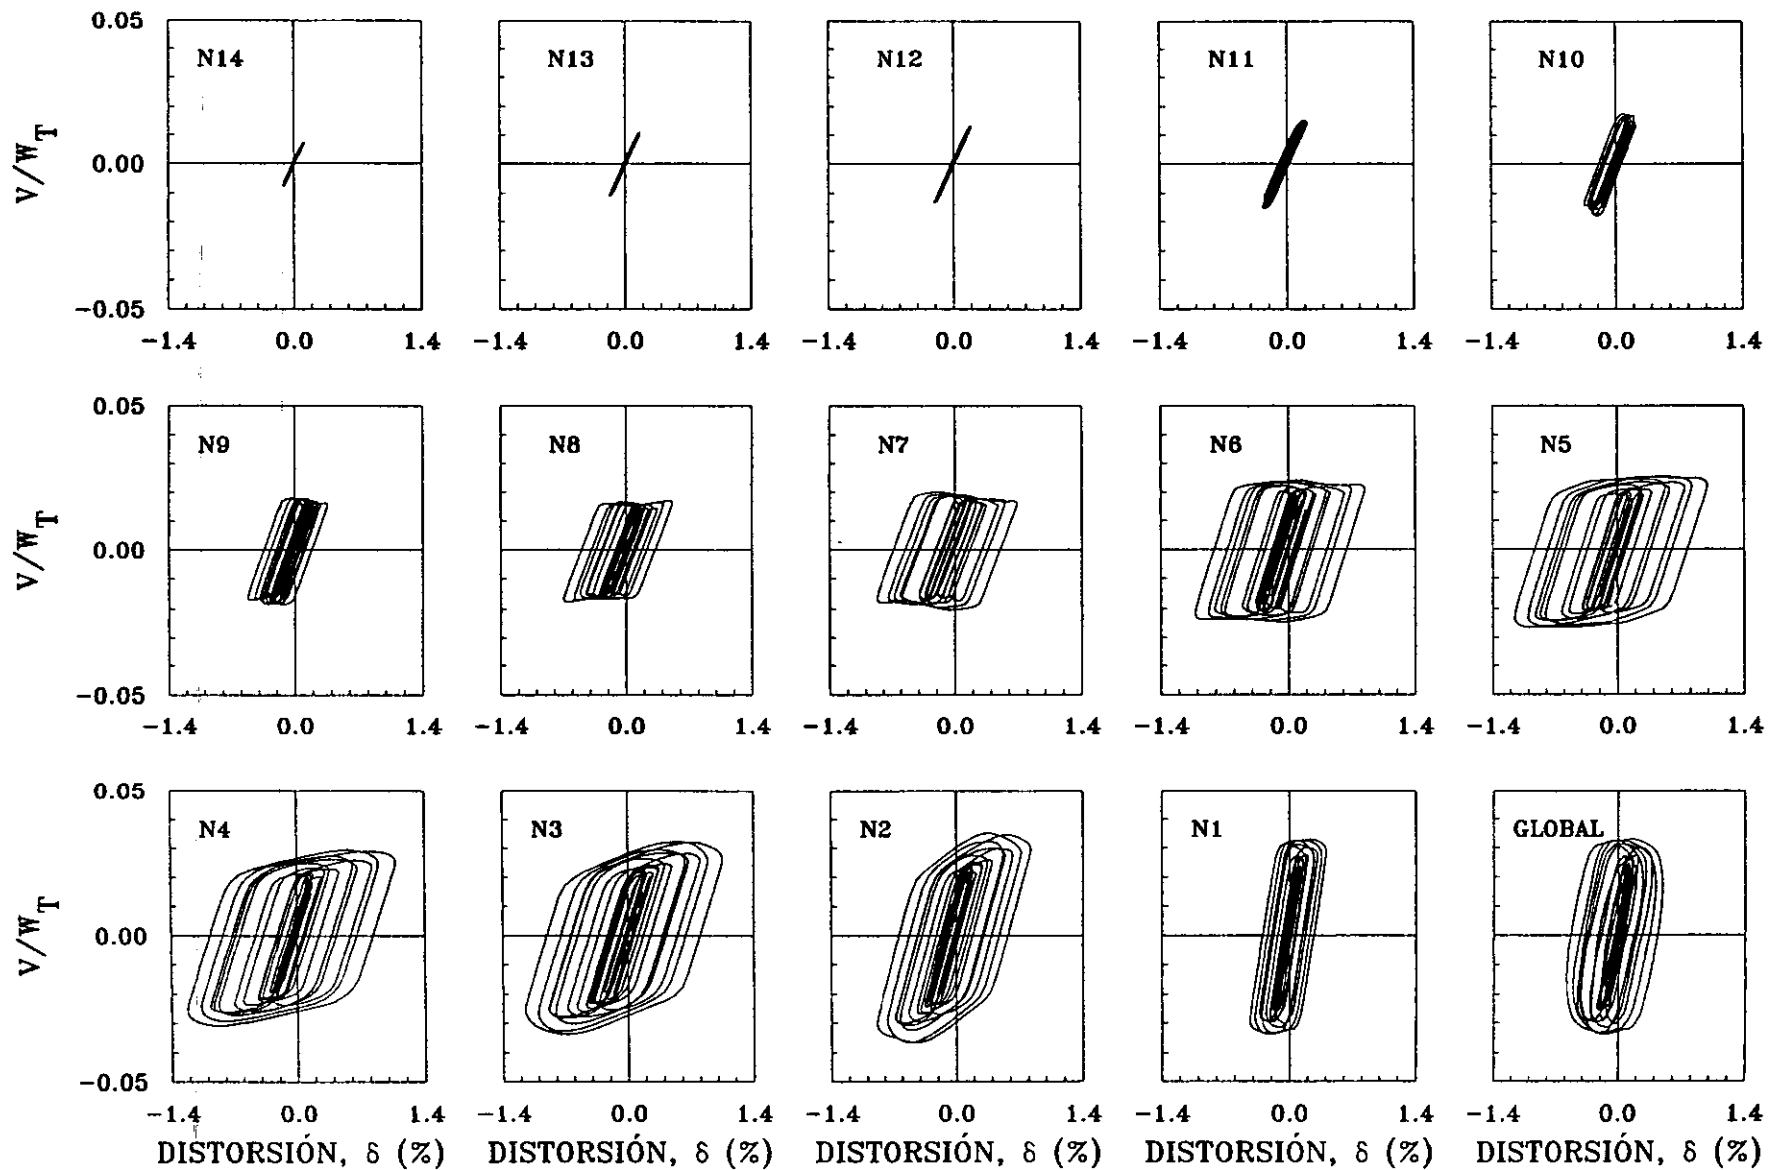 0.05
N14
N13
N12
N11
N10
V/W_T
0.00
-0.05
-1.4 0.0 1.4 -1.4 0.0 1.4 -1.4 0.0 1.4 -1.4 0.0 1.4 -1.4 0.0 1.4
0.05
N9
N8
N7
N6
N5
V/W_T
0.00
-0.05
-1.4 0.0 1.4 -1.4 0.0 1.4 -1.4 0.0 1.4 -1.4 0.0 1.4 -1.4 0.0 1.4
0.05
N4
N3
N2
N1
GLOBAL
V/W_T
0.00
-0.05
-1.4 0.0 1.4 -1.4 0.0 1.4 -1.4 0.0 1.4 -1.4 0.0 1.4 -1.4 0.0 1.4
DISTORSIÓN, δ (%) DISTORSIÓN, δ (%) DISTORSIÓN, δ (%) DISTORSIÓN, δ (%) DISTORSIÓN, δ (%)